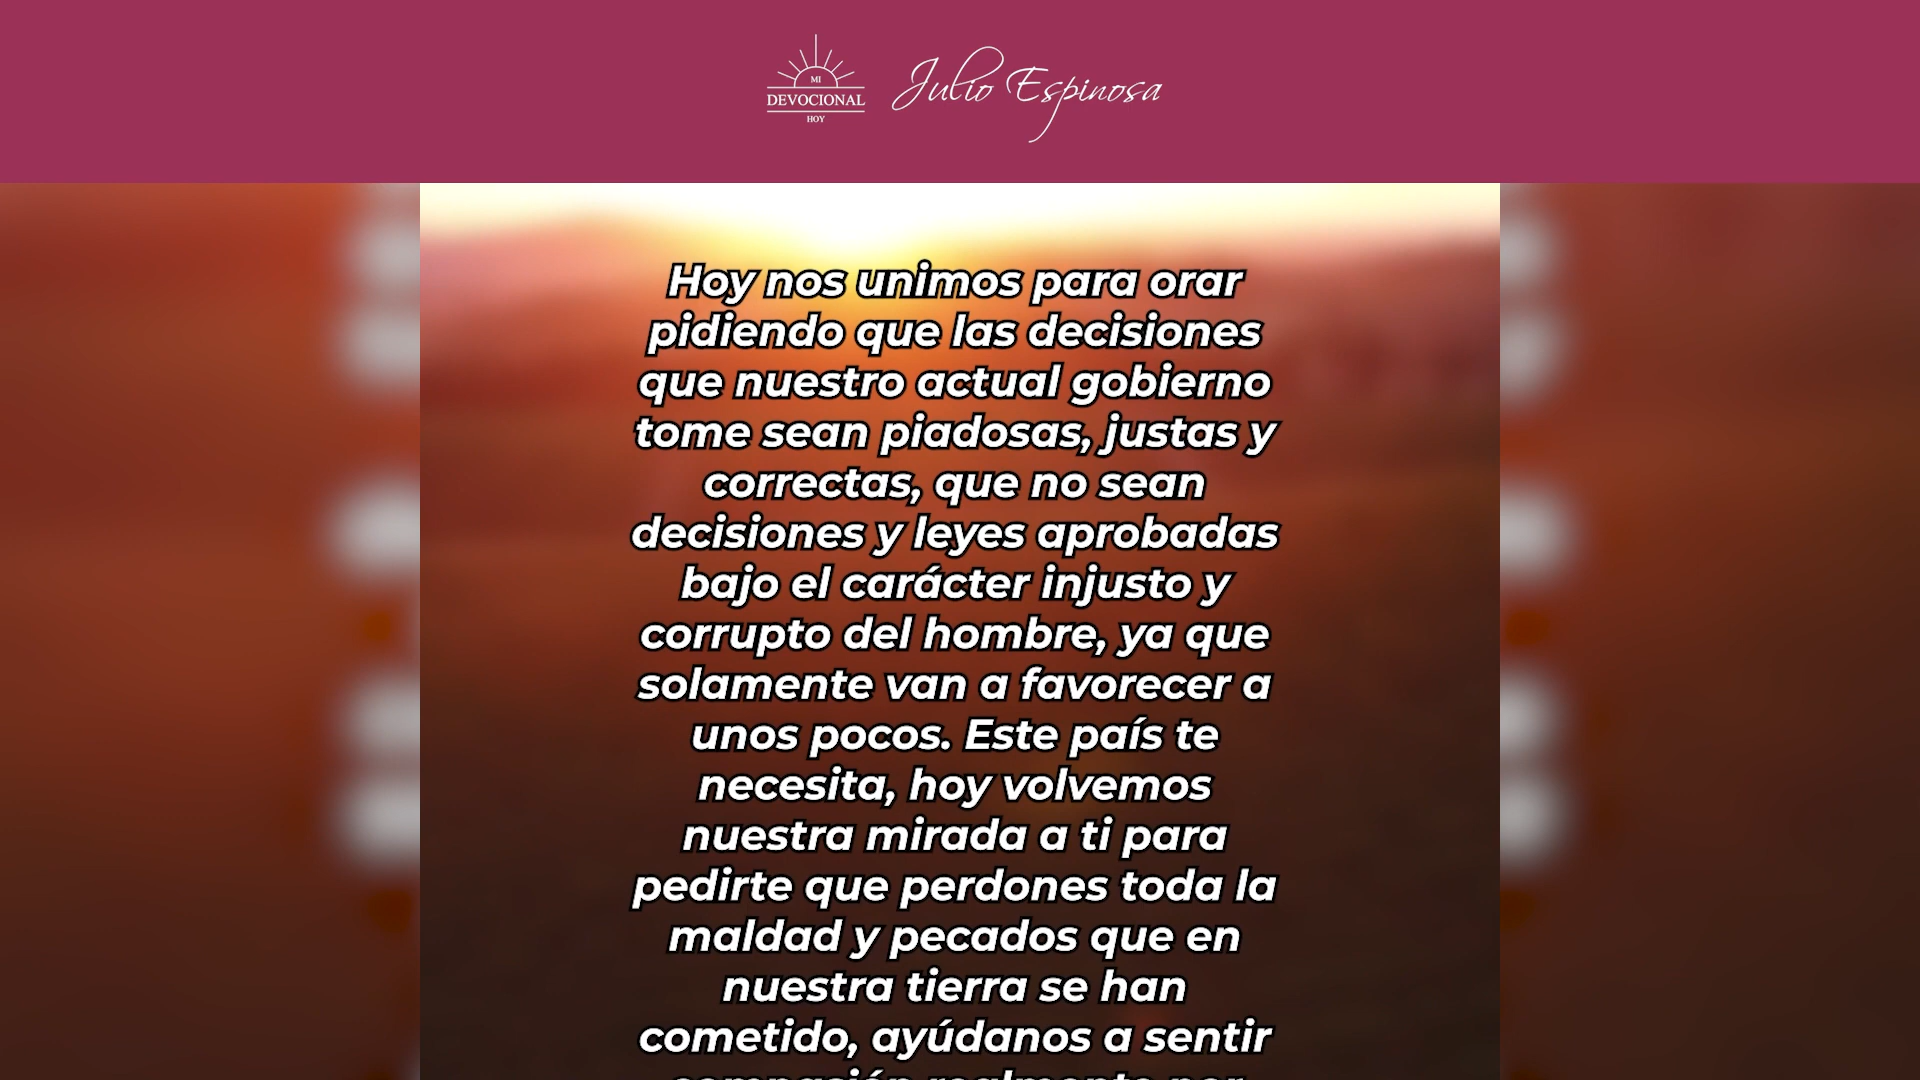 MI
DEVOCIONAL
HOY
Julio Espinosa
Hoy nos unimos para orar
pidiendo que las decisiones
que nuestro actual gobierno
tome sean piadosas, justas y
correctas, que no sean
decisiones y leyes aprobadas
bajo el carácter injusto y
corrupto del hombre, ya que
solamente van a favorecer a
unos pocos. Este país te
necesita, hoy volvemos
nuestra mirada a ti para
pedirte que perdones toda la
maldad y pecados que en
nuestra tierra se han
cometido, ayúdanos a sentir